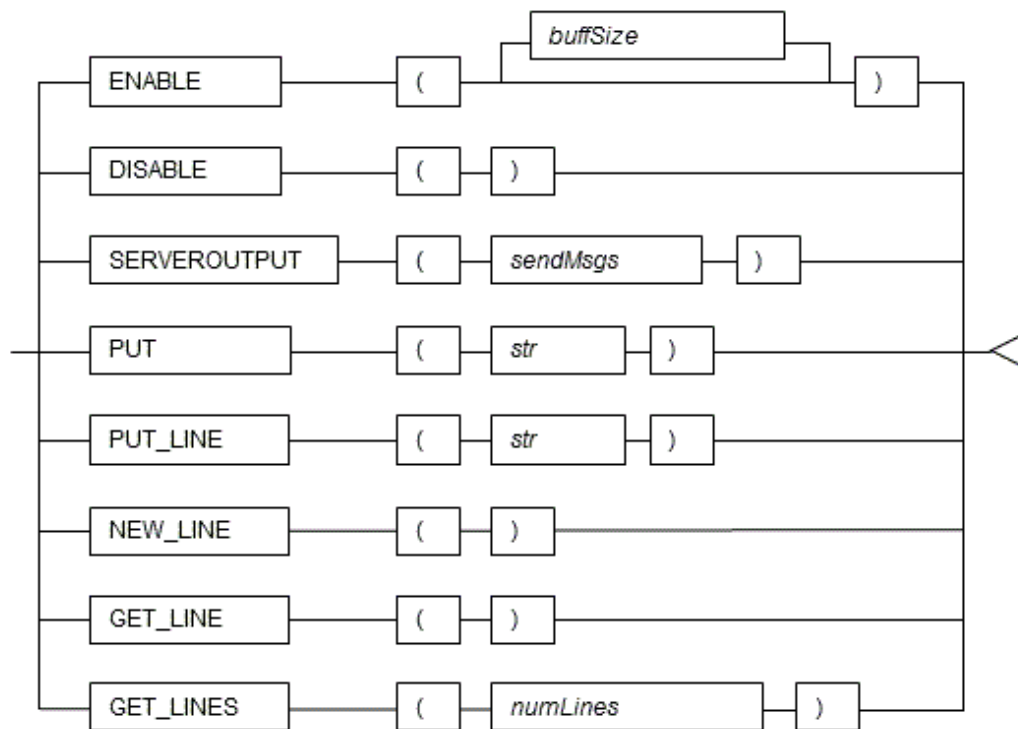 buffSize
ENABLE ( )
DISABLE ( )
SERVEROUTPUT ( sendMsgs )
PUT ( str )
PUT_LINE ( str )
NEW_LINE ( )
GET_LINE ( )
GET_LINES ( numLines )